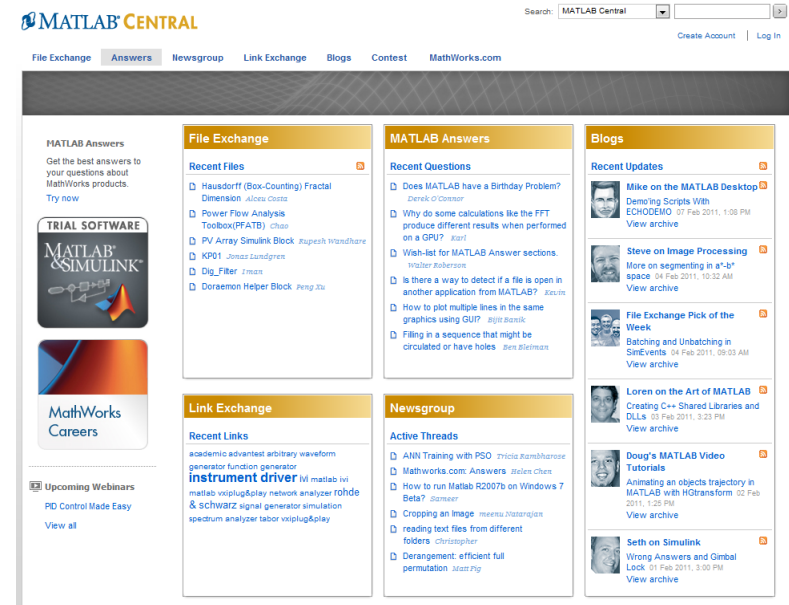 MATLAB® CENTRAL
Search: MATLAB Central
Create Account | Log In
File Exchange Answers Newsgroup Link Exchange Blogs Contest MathWorks.com
MATLAB Answers
Get the best answers to
your questions about
MathWorks products.
Try now
TRIAL SOFTWARE
MATLAB®
&SIMULINK®
MathWorks
Careers
Upcoming Webinars
PID Control Made Easy
View all
File Exchange
Recent Files
Hausdorff (Box-Counting) Fractal
Dimension Alceu Costa
Power Flow Analysis
Toolbox(PFATB) Chao
PV Array Simulink Block Rupesh Wandhare
KP01 Jonaz Lundgren
Dig_Filter Iman
Doraemon Helper Block Peng Xu
MATLAB Answers
Recent Questions
Does MATLAB have a Birthday Problem?
Derek O'Connor
Why do some calculations like the FFT
produce different results when performed
on a GPU? Karl
Wish-list for MATLAB Answer sections.
Walter Roberson
Is there a way to detect if a file is open in
another application from MATLAB? Kevin
How to plot multiple lines in the same
graphics using GUI? Bijit Banik
Filling in a sequence that might be
circulated or have holes Ben Bleiman
Blogs
Recent Updates
Mike on the MATLAB Desktop
Demo'ing Scripts With
ECHODEMO 07 Feb 2011, 1:08 PM
View archive
Steve on Image Processing
More on segmenting in a*-b*
space 04 Feb 2011, 10:32 AM
View archive
File Exchange Pick of the
Week
Batching and Unbatching in
SimEvents 04 Feb 2011, 09:03 AM
View archive
Loren on the Art of MATLAB
Creating C++ Shared Libraries and
DLLs 03 Feb 2011, 3:23 PM
View archive
Doug's MATLAB Video
Tutorials
Animating an objects trajectory in
MATLAB with HGtransform 02 Feb
2011, 1:25 PM
View archive
Seth on Simulink
Wrong Answers and Gimbal
Lock 01 Feb 2011, 3:00 PM
View archive
Link Exchange
Recent Links
academic advantest arbitrary waveform
generator function generator
instrument driver ivi matlab ivi
matlab vxiplug&play network analyzer rohde
& schwarz signal generator simulation
spectrum analyzer tabor vxiplug&play
Newsgroup
Active Threads
ANN Training with PSO Tricia Rambharose
Mathworks.com: Answers Helen Chen
How to run Matlab R2007b on Windows 7
Beta? Sameer
Cropping an Image meenu Natarajan
reading text files from different
folders Christopher
Derangement: efficient full
permutation Matt Fig